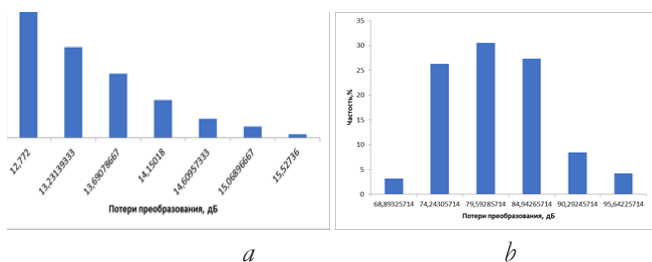 12,772
13,23139333
13,69078667
14,15018
14,60957333
15,06896667
15,52736
Потери преобразования, дБ
35
30
25
20
15
10
5
0
Частость,%
68,89325714 74,24305714 79,59285714 84,94265714 90,29245714 95,64225714
Потери преобразования, дБ
a
b